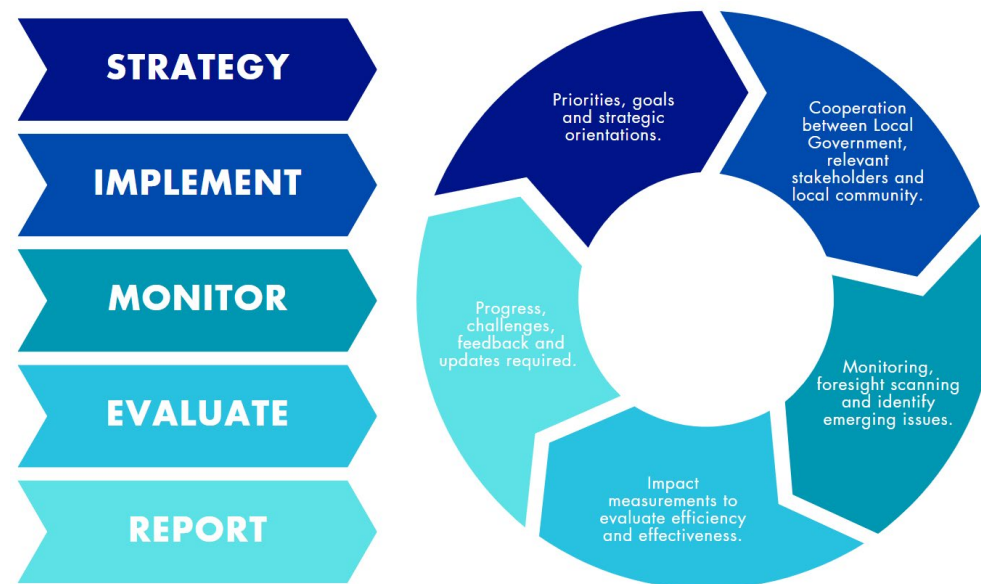 STRATEGY
IMPLEMENT
MONITOR
EVALUATE
REPORT
Priorities, goals
and strategic
orientations.
Cooperation
between Local
Government,
relevant
stakeholders and
local community.
Monitoring,
foresight scanning
and identify
emerging issues.
Impact
measurements to
evaluate efficiency
and effectiveness.
Progress,
challenges,
feedback and
updates required.